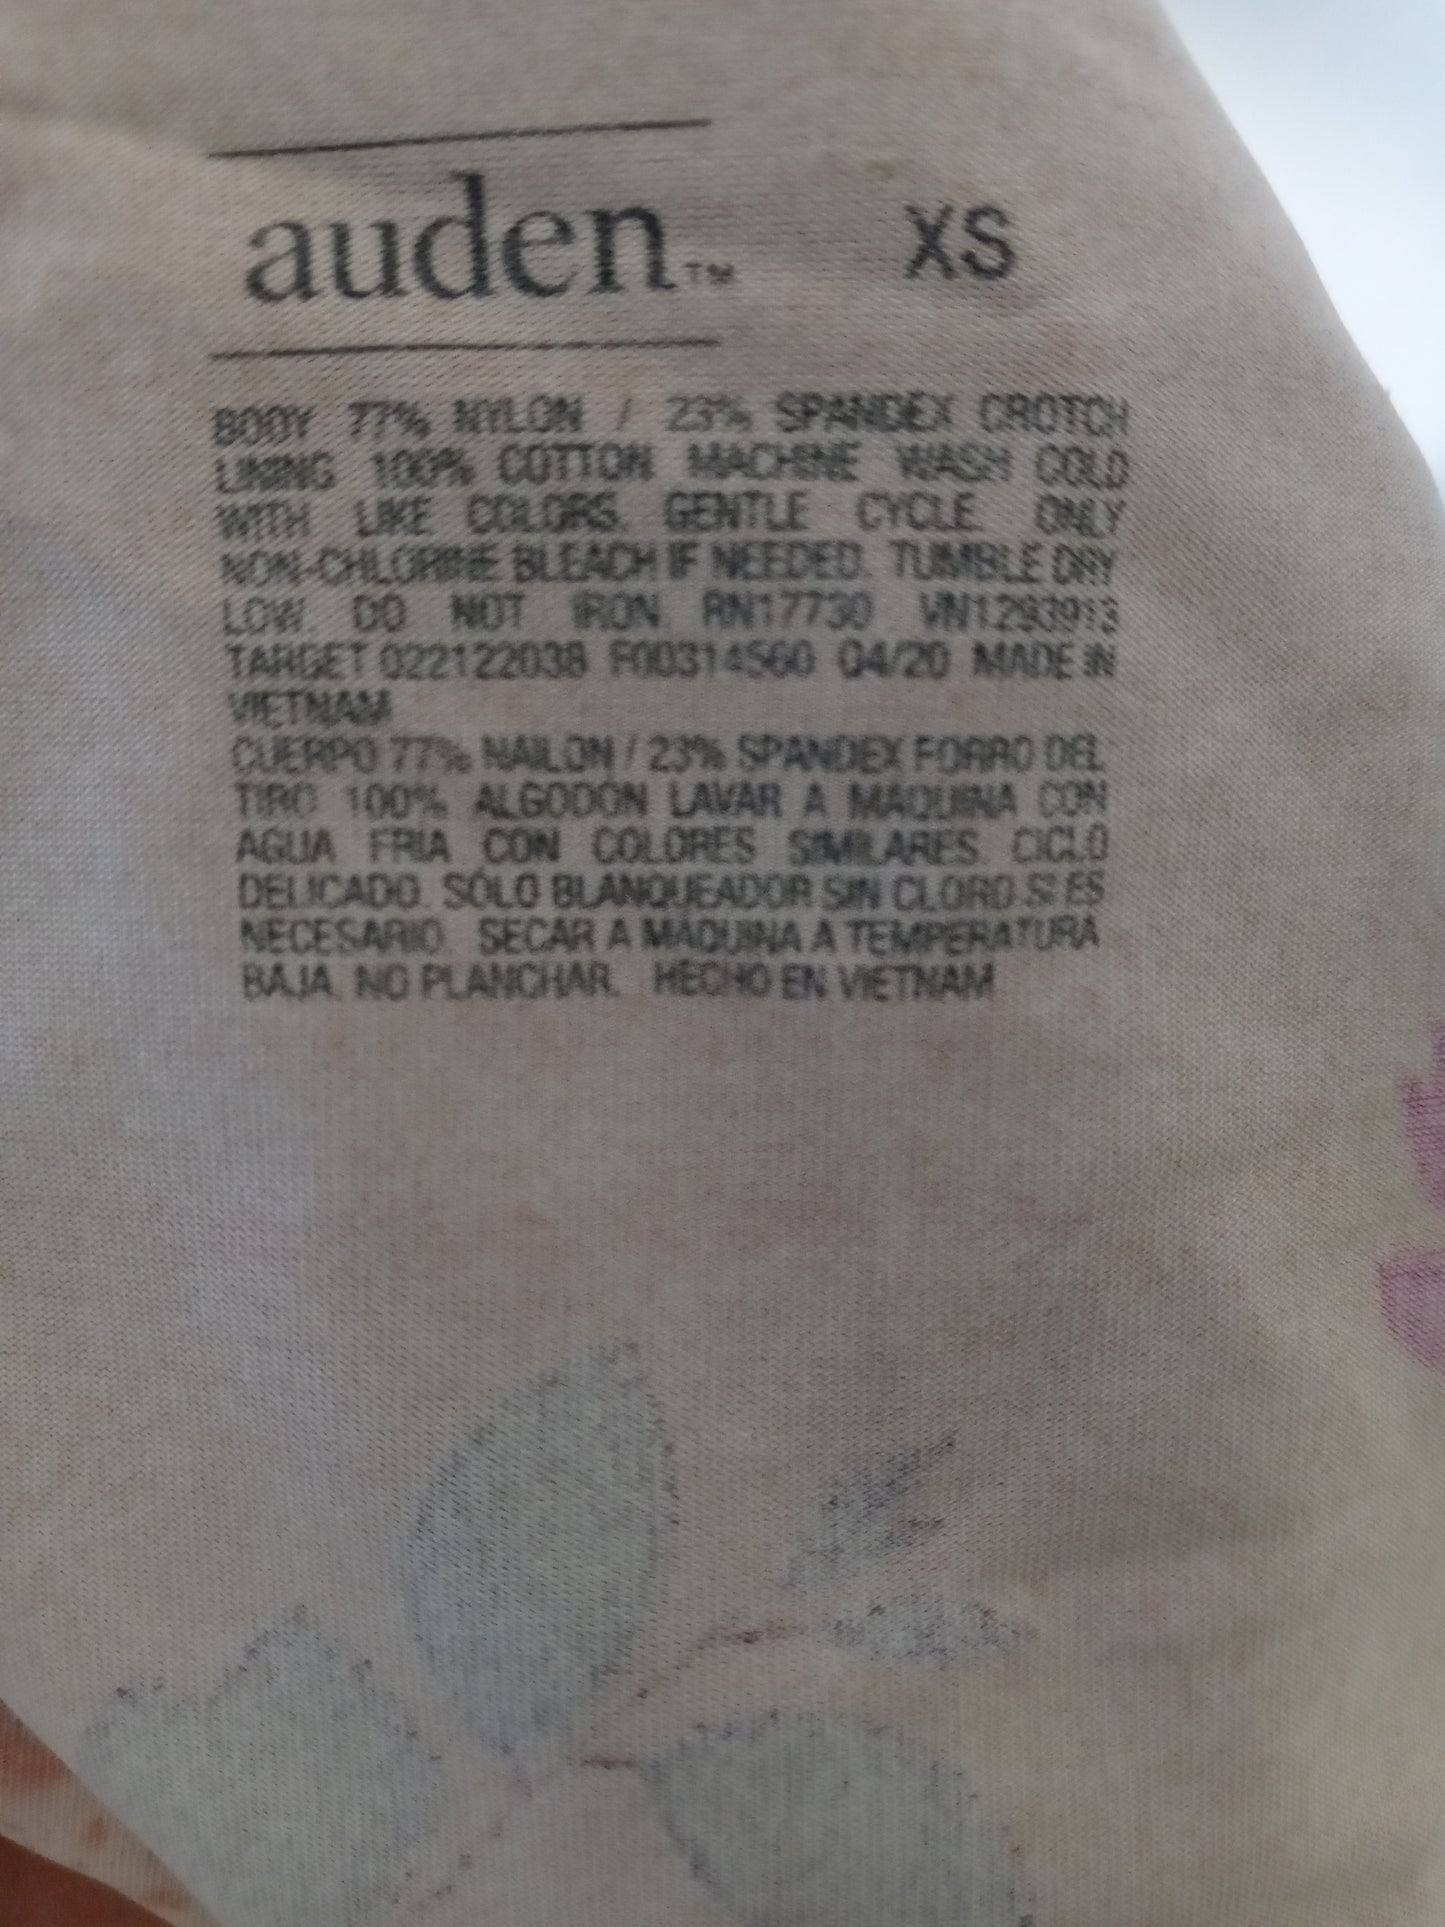 auden™ XS
BODY 77% NYLON / 23% SPANDEX CROTCH
LINING 100% COTTON MACHINE WASH COLD
WITH LIKE COLORS. GENTLE CYCLE. ONLY
NON-CHLORINE BLEACH IF NEEDED. TUMBLE DRY
LOW. DO NOT IRON RN17730 VN1293913
TARGET 022122038 F00314560 04/20 MADE IN
VIETNAM
CUERPO 77% NAILON / 23% SPANDEX FORRO DEL
TIRO 100% ALGODON LAVAR A MAQUINA CON
AGUA FRIA CON COLORES SIMILARES. CICLO
DELICADO. SÓLO BLANQUEADOR SIN CLORO SI ES
NECESARIO. SECAR A MÁQUINA A TEMPERATURA
BAJA. NO PLANCHAR. HECHO EN VIETNAM